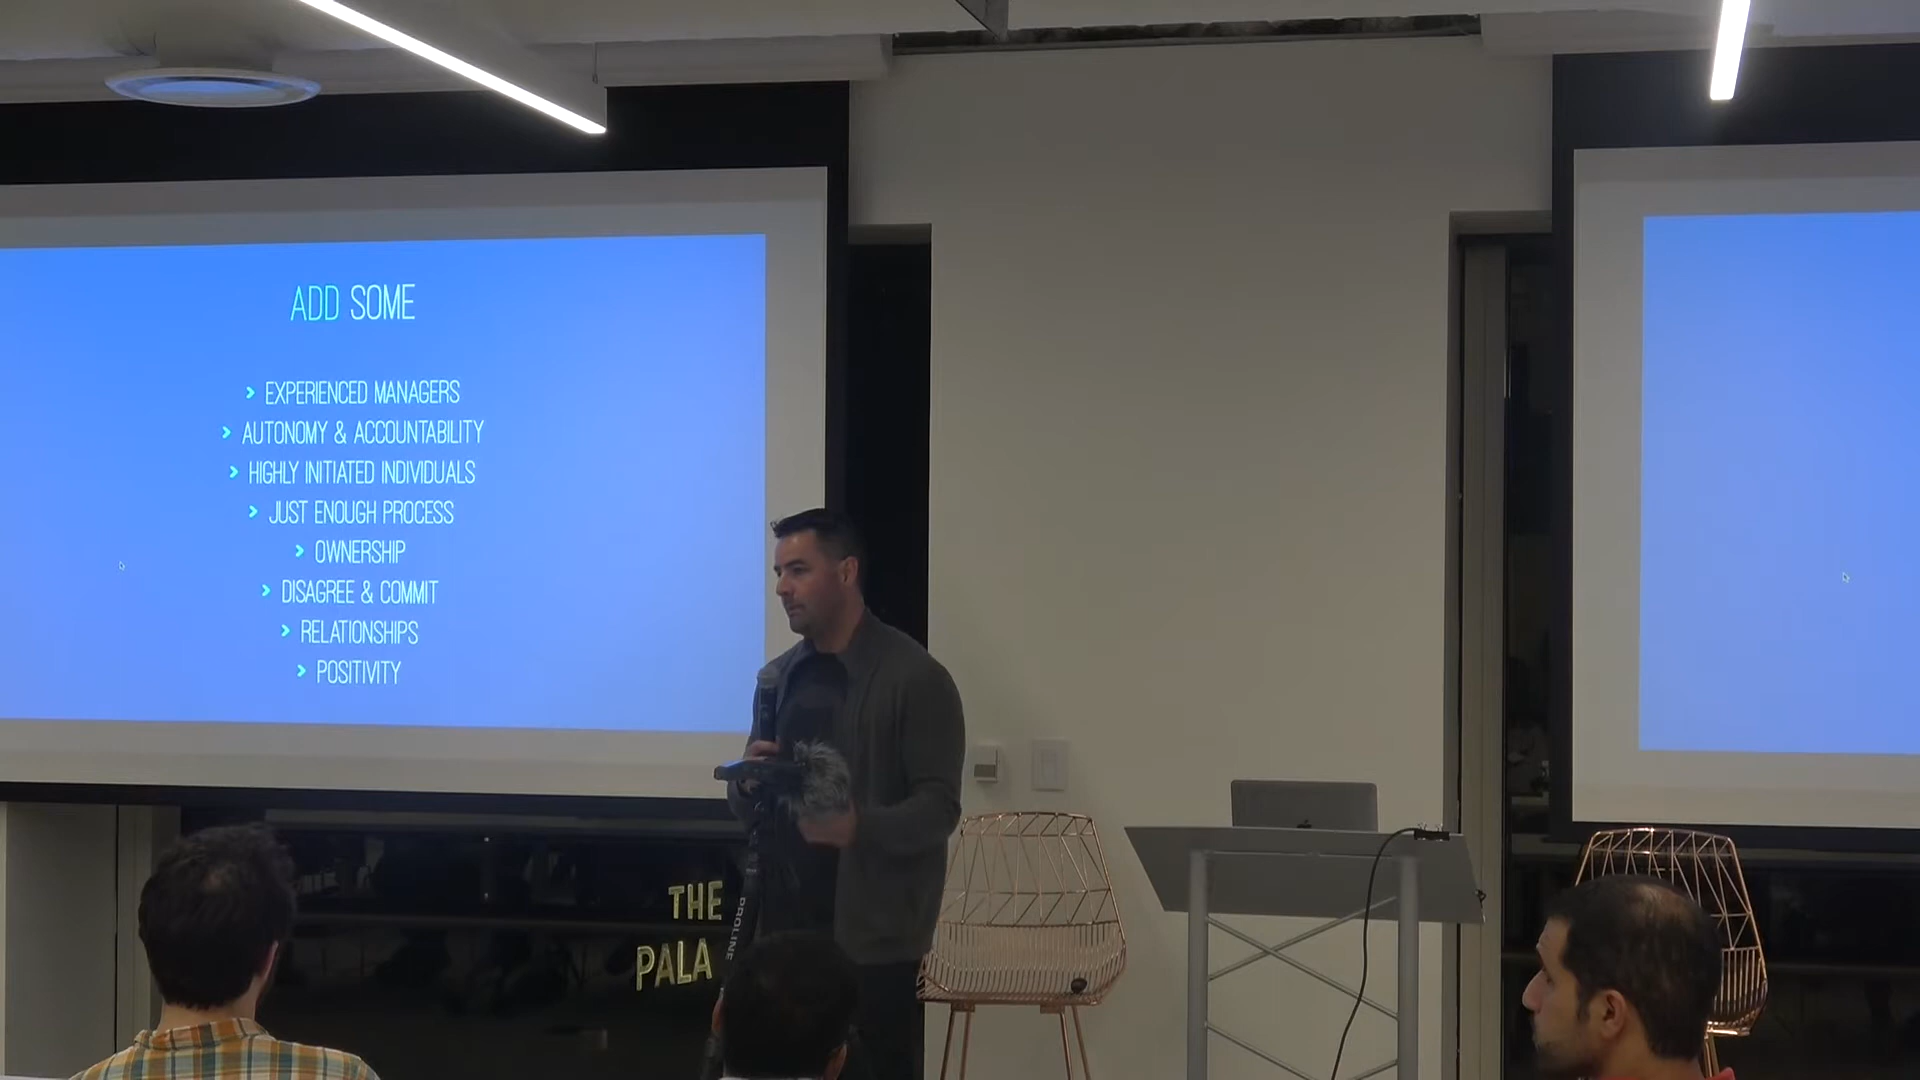 ADD SOME
> EXPERIENCED MANAGERS
> AUTONOMY & ACCOUNTABILITY
> HIGHLY INITIATED INDIVIDUALS
> JUST ENOUGH PROCESS
> OWNERSHIP
> DISAGREE & COMMIT
> RELATIONSHIPS
> POSITIVITY
THE
PALA
PROLINE